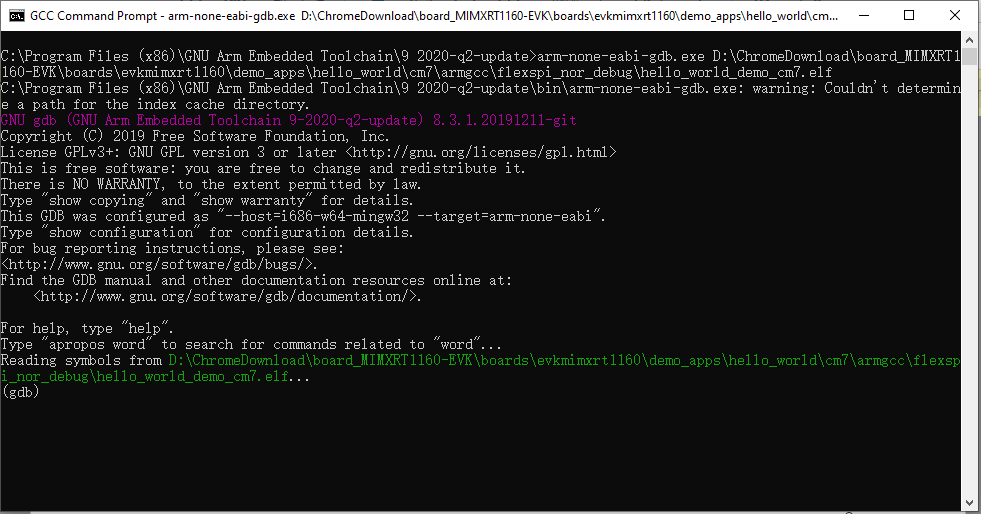 GCC Command Prompt - arm-none-eabi-gdb.exe D:\ChromeDownload\board_MIMXRT1160-EVK\boards\evkmimxrt1160\demo_apps\hello_world\cm...
C:\Program Files (x86)\GNU Arm Embedded Toolchain\9 2020-q2-update>arm-none-eabi-gdb.exe D:\ChromeDownload\board_MIMXRT1
160-EVK\boards\evkmimxrt1160\demo_apps\hello_world\cm7\armgcc\flexspi_nor_debug\hello_world_demo_cm7.elf
C:\Program Files (x86)\GNU Arm Embedded Toolchain\9 2020-q2-update\bin\arm-none-eabi-gdb.exe: warning: Couldn't determin
e a path for the index cache directory.
GNU gdb (GNU Arm Embedded Toolchain 9-2020-q2-update) 8.3.1.20191211-git
Copyright (C) 2019 Free Software Foundation, Inc.
License GPLv3+: GNU GPL version 3 or later <http://gnu.org/licenses/gpl.html>
This is free software: you are free to change and redistribute it.
There is NO WARRANTY, to the extent permitted by law.
Type "show copying" and "show warranty" for details.
This GDB was configured as "--host=i686-w64-mingw32 --target=arm-none-eabi".
Type "show configuration" for configuration details.
For bug reporting instructions, please see:
<http://www.gnu.org/software/gdb/bugs/>.
Find the GDB manual and other documentation resources online at:
    <http://www.gnu.org/software/gdb/documentation/>.
For help, type "help".
Type "apropos word" to search for commands related to "word"...
Reading symbols from D:\ChromeDownload\board_MIMXRT1160-EVK\boards\evkmimxrt1160\demo_apps\hello_world\cm7\armgcc\flexsp
i_nor_debug\hello_world_demo_cm7.elf...
(gdb)